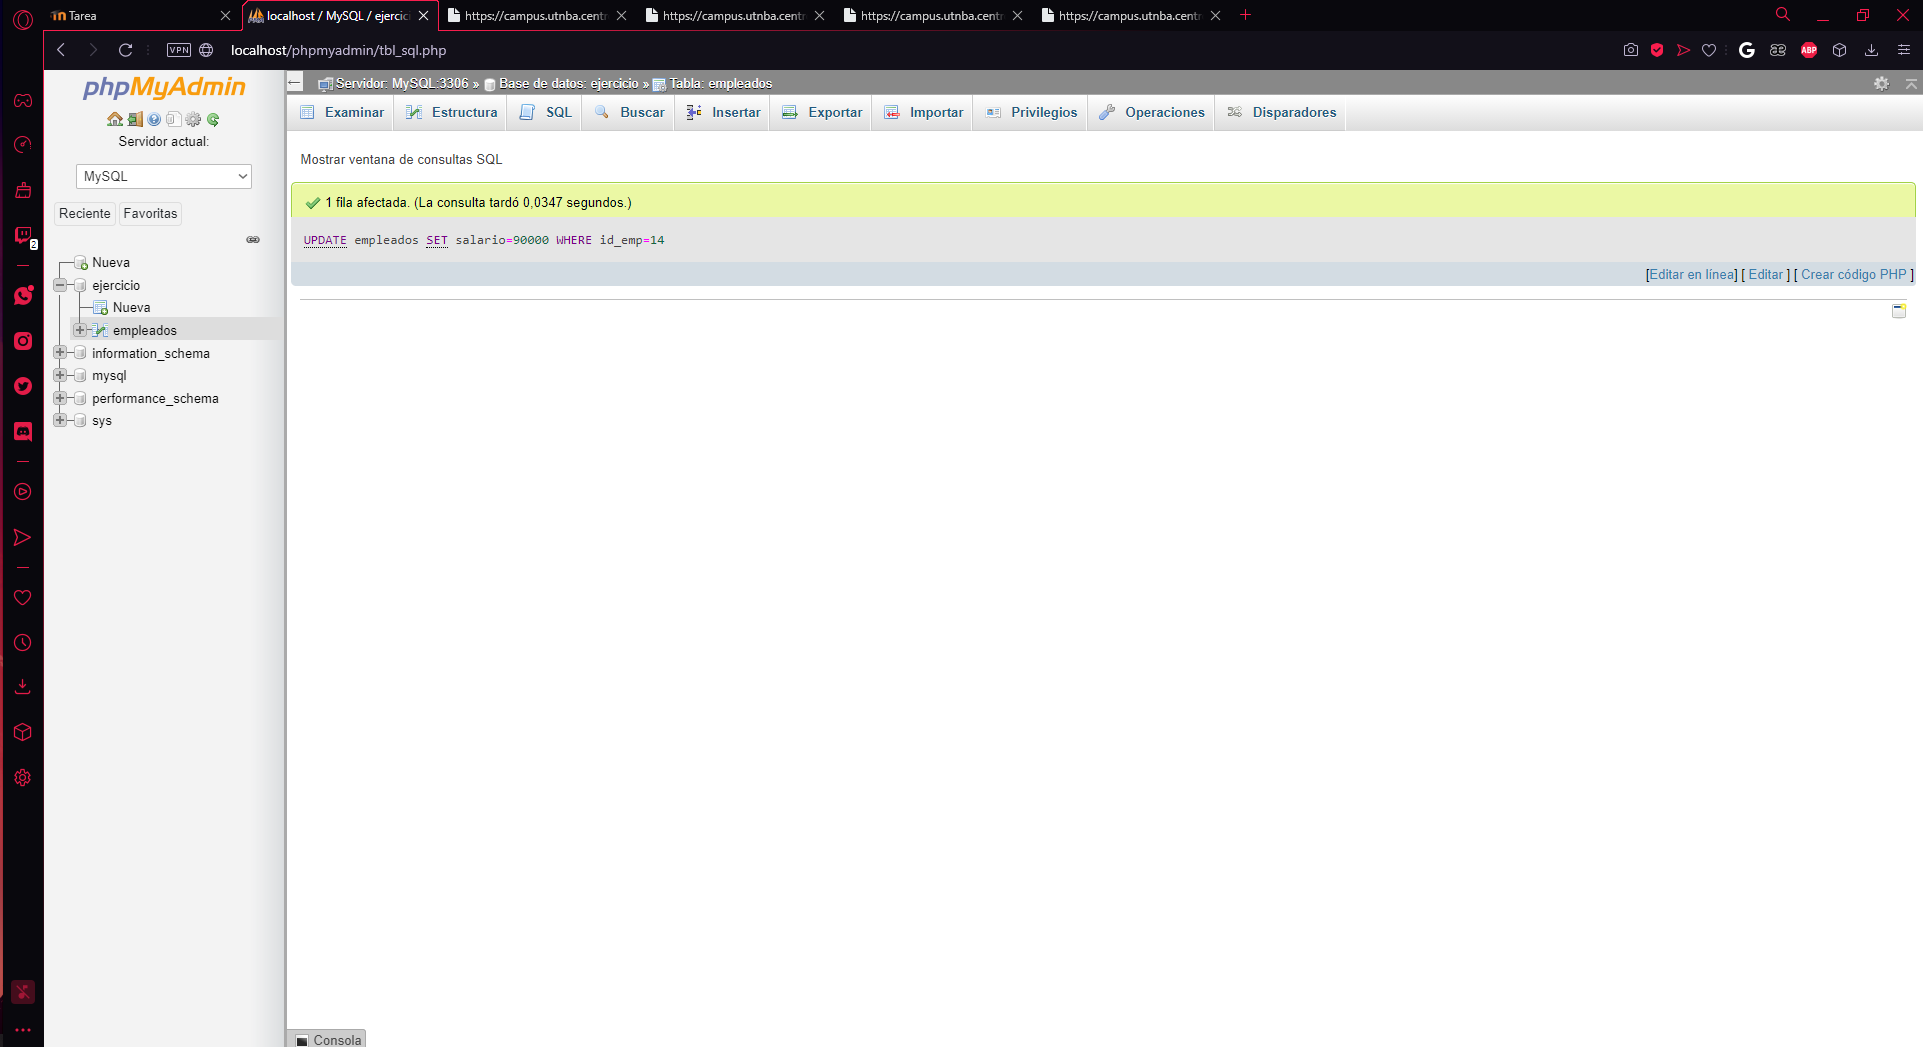 Tarea
localhost / MySQL / ejercic
https://campus.utnba.centr
https://campus.utnba.centr
https://campus.utnba.centr
https://campus.utnba.centr
VPN
localhost/phpmyadmin/tbl_sql.php
G
ABP
phpMyAdmin
Servidor actual:
MySQL
Reciente
Favoritas
2
Nueva
ejercicio
Nueva
empleados
information_schema
mysql
performance_schema
sys
Servidor: MySQL:3306 » Base de datos: ejercicio » Tabla: empleados
Examinar
Estructura
SQL
Buscar
Insertar
Exportar
Importar
Privilegios
Operaciones
Disparadores
Mostrar ventana de consultas SQL
1 fila afectada. (La consulta tardó 0,0347 segundos.)
UPDATE empleados SET salario=90000 WHERE id_emp=14
[Editar en línea] [ Editar ] [ Crear código PHP ]
Consola